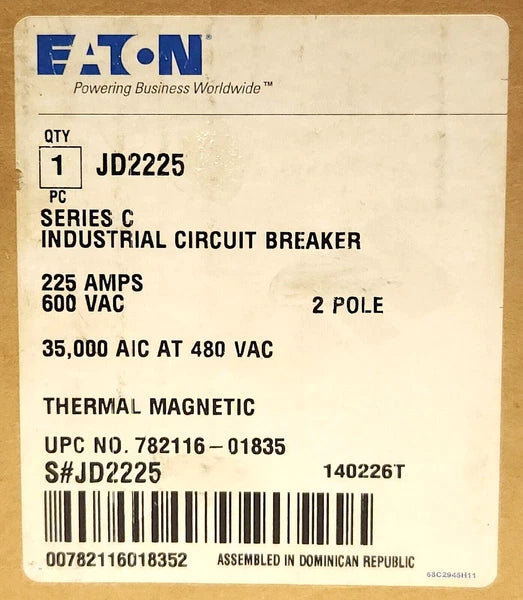 EATON
Powering Business Worldwide™
QTY
1 JD2225
PC
SERIES C
INDUSTRIAL CIRCUIT BREAKER
225 AMPS
600 VAC 2 POLE
35,000 AIC AT 480 VAC
THERMAL MAGNETIC
UPC NO. 782116-01835
S#JD2225 140226T
00782116018352 ASSEMBLED IN DOMINICAN REPUBLIC
68C2945H11